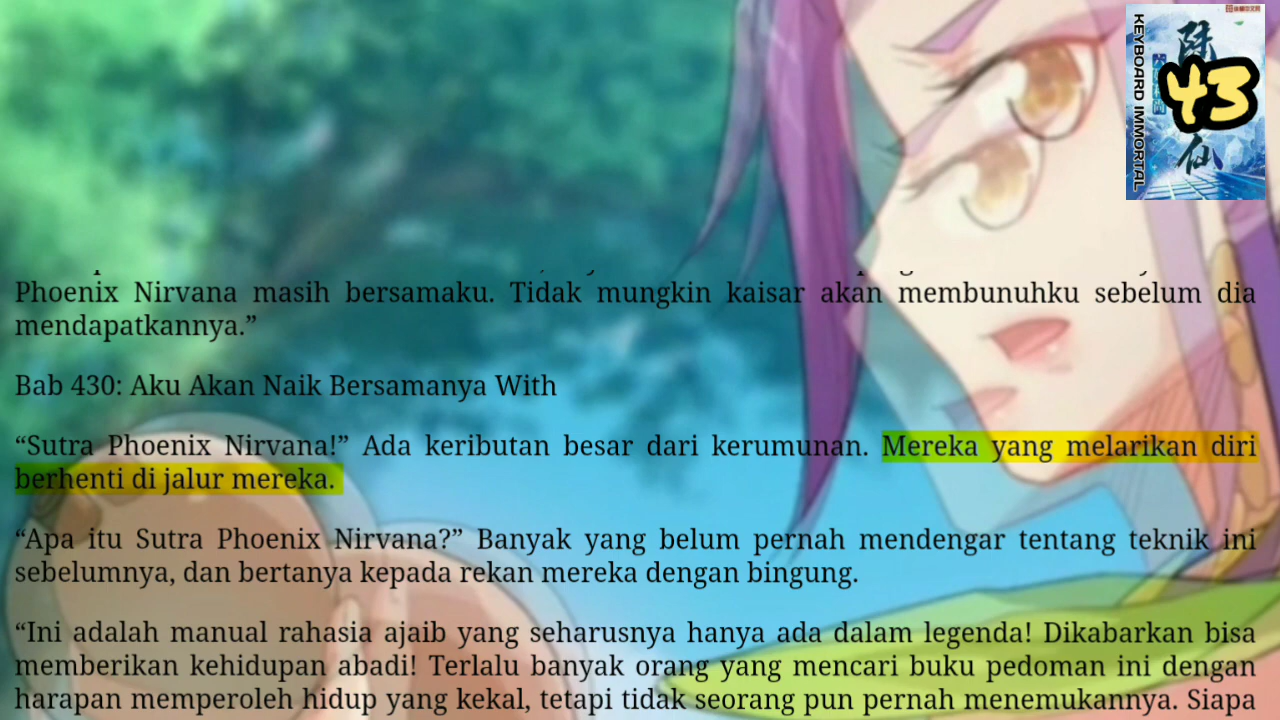 KEYBOARD IMMORTAL
43
仙
Phoenix Nirvana masih bersamaku. Tidak mungkin kaisar akan membunuhku sebelum dia
mendapatkannya.”
Bab 430: Aku Akan Naik Bersamanya With
“Sutra Phoenix Nirvana!” Ada keributan besar dari kerumunan. Mereka yang melarikan diri
berhenti di jalur mereka.
“Apa itu Sutra Phoenix Nirvana?” Banyak yang belum pernah mendengar tentang teknik ini
sebelumnya, dan bertanya kepada rekan mereka dengan bingung.
“Ini adalah manual rahasia ajaib yang seharusnya hanya ada dalam legenda! Dikabarkan bisa
memberikan kehidupan abadi! Terlalu banyak orang yang mencari buku pedoman ini dengan
harapan memperoleh hidup yang kekal, tetapi tidak seorang pun pernah menemukannya. Siapa